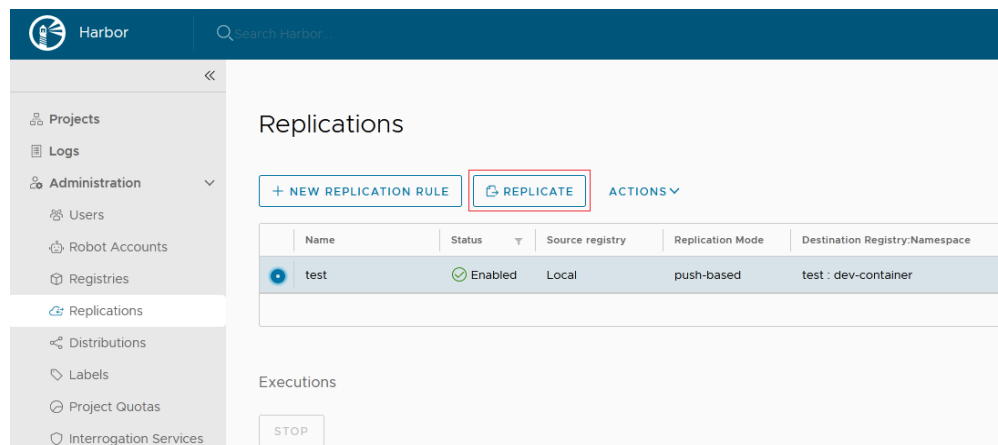 Harbor
Search Harbor...
Projects
Logs
Administration
Users
Robot Accounts
Registries
Replications
Distributions
Labels
Project Quotas
Interrogation Services
Replications
+ NEW REPLICATION RULE
REPLICATE
ACTIONS
Name Status Source registry Replication Mode Destination Registry:Namespace
test Enabled Local push-based test : dev-container
Executions
STOP